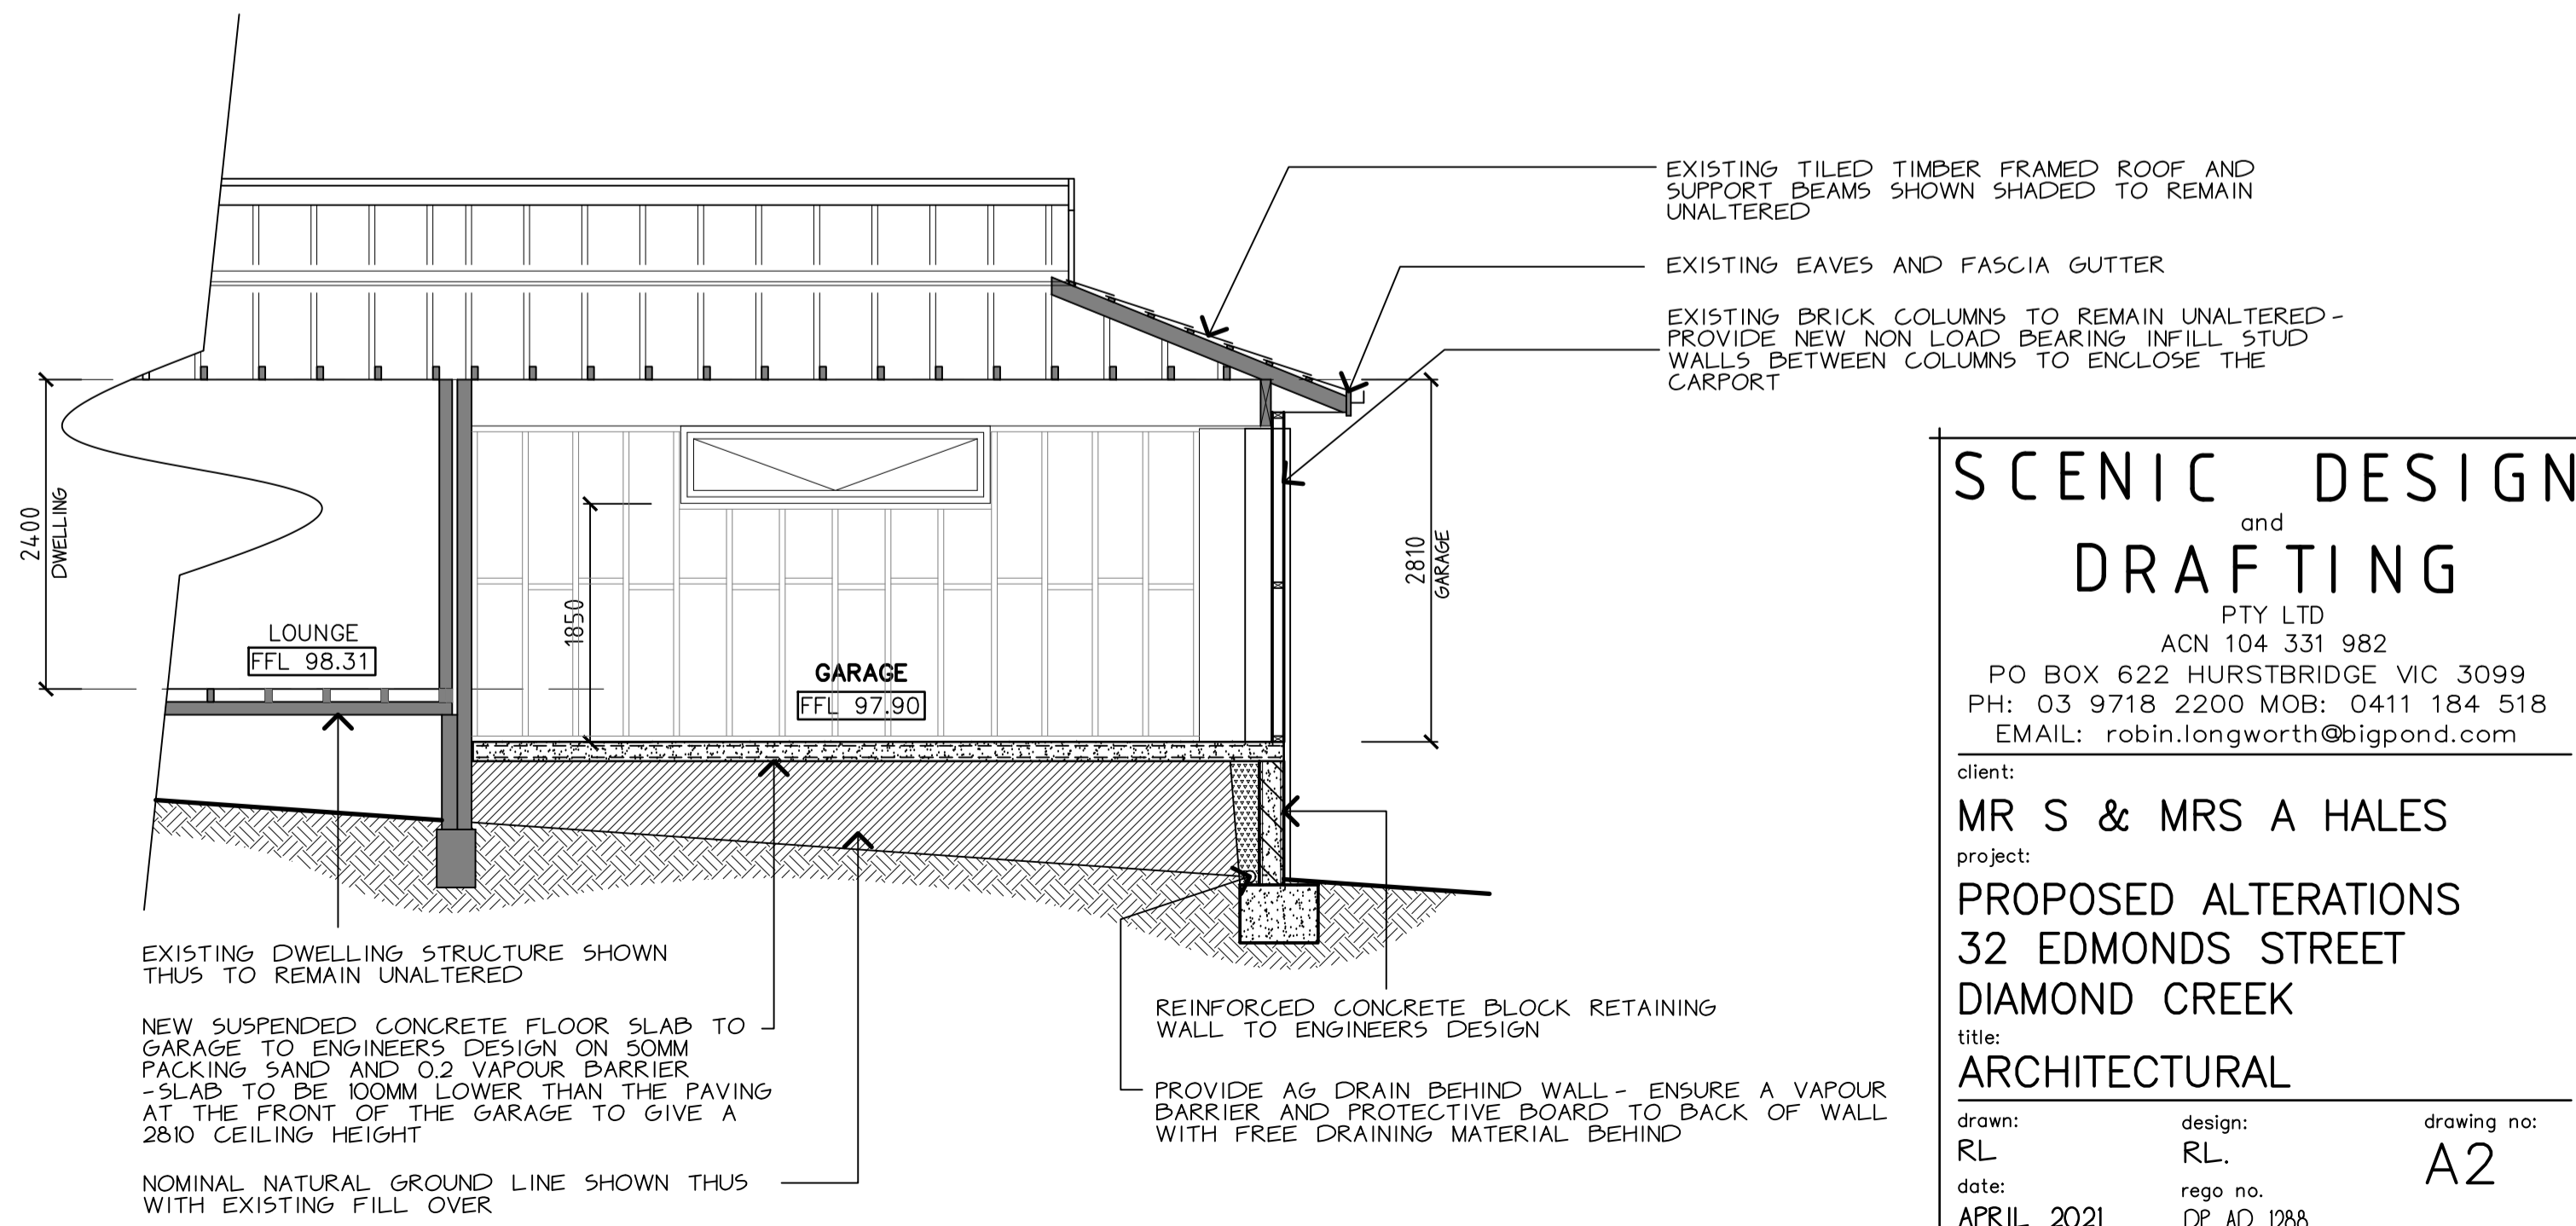 EXISTING TILED TIMBER FRAMED ROOF AND
SUPPORT BEAMS SHOWN SHADED TO REMAIN
UNALTERED
EXISTING EAVES AND FASCIA GUTTER
EXISTING BRICK COLUMNS TO REMAIN UNALTERED -
PROVIDE NEW NON LOAD BEARING INFILL STUD
WALLS BETWEEN COLUMNS TO ENCLOSE THE
CARPORT
2400
DWELLING
LOUNGE
FFL 98.31
1850
GARAGE
FFL 97.90
2810
GARAGE
EXISTING DWELLING STRUCTURE SHOWN
THUS TO REMAIN UNALTERED
NEW SUSPENDED CONCRETE FLOOR SLAB TO
GARAGE TO ENGINEERS DESIGN ON 50MM
PACKING SAND AND 0.2 VAPOUR BARRIER
-SLAB TO BE 100MM LOWER THAN THE PAVING
AT THE FRONT OF THE GARAGE TO GIVE A
2810 CEILING HEIGHT
NOMINAL NATURAL GROUND LINE SHOWN THUS
WITH EXISTING FILL OVER
REINFORCED CONCRETE BLOCK RETAINING
WALL TO ENGINEERS DESIGN
PROVIDE AG DRAIN BEHIND WALL - ENSURE A VAPOUR
BARRIER AND PROTECTIVE BOARD TO BACK OF WALL
WITH FREE DRAINING MATERIAL BEHIND
SCENIC DESIGN
and
DRAFTING
PTY LTD
ACN 104 331 982
PO BOX 622 HURSTBRIDGE VIC 3099
PH: 03 9718 2200 MOB: 0411 184 518
EMAIL: robin.longworth@bigpond.com
client:
MR S & MRS A HALES
project:
PROPOSED ALTERATIONS
32 EDMONDS STREET
DIAMOND CREEK
title:
ARCHITECTURAL
drawn: design: drawing no:
RL RL. A2
date: rego no.
APRIL 2021 DP AD 1288